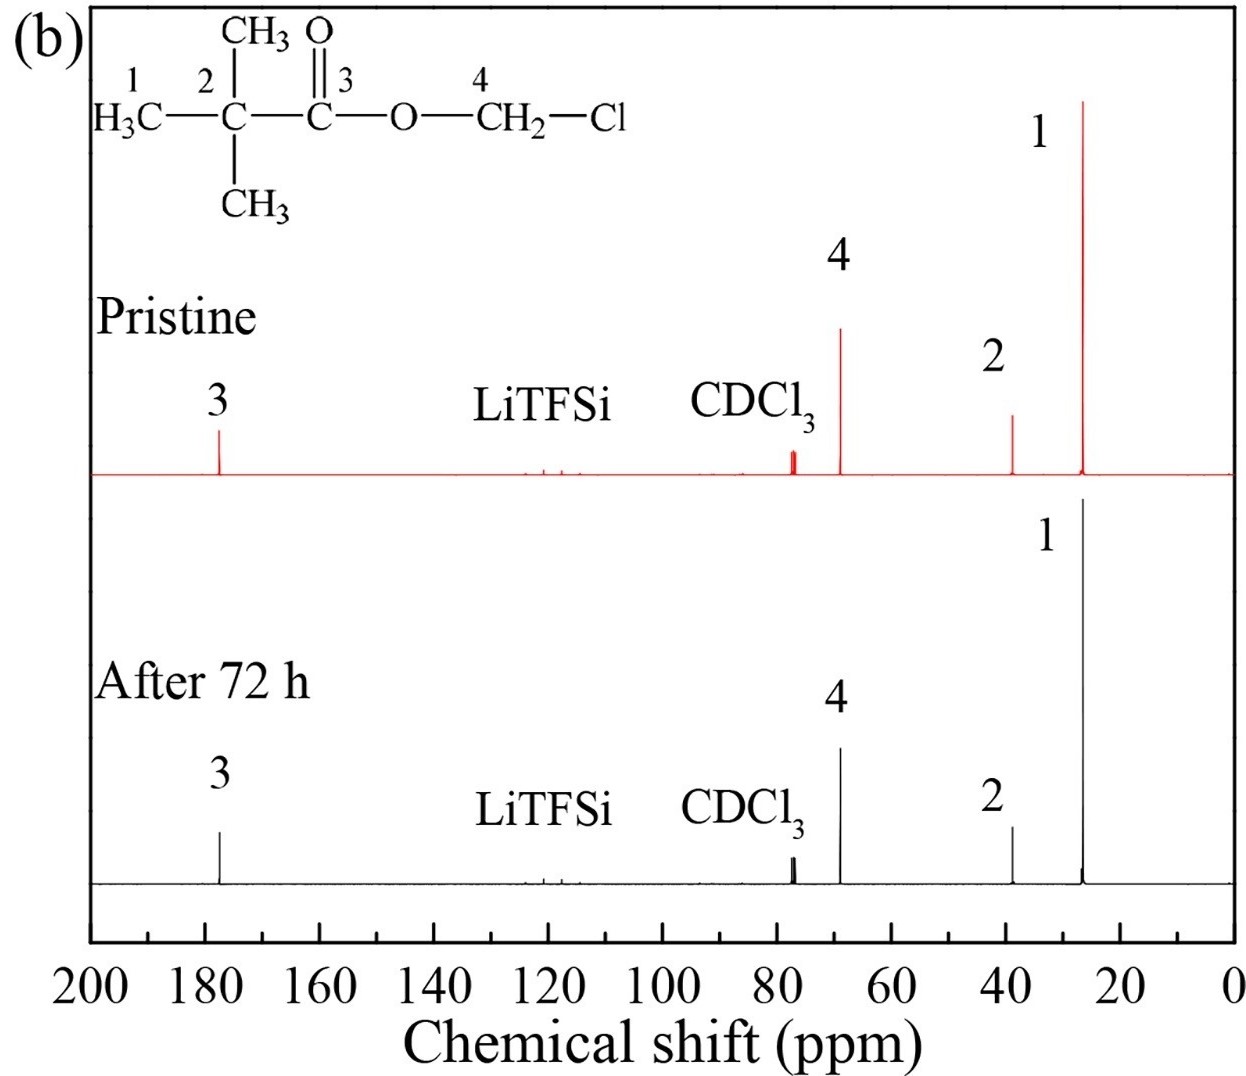 (b)
CH3 O
1 2 3 4
H3C C C O CH2 Cl
CH3
1
4
Pristine
2
3 LiTFSi CDCl3
1
After 72 h
4
3
LiTFSi CDCl3 2
200 180 160 140 120 100 80 60 40 20 0
Chemical shift (ppm)